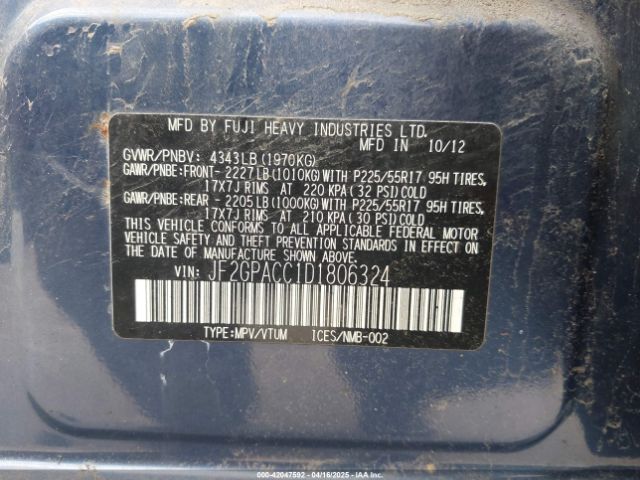 MFD BY FUJI HEAVY INDUSTRIES LTD.
MFD IN 10/12
GVWR/PNBV: 4343LB (1970KG)
GAWR/PNBE:FRONT- 2227LB (1010KG) WITH P225/55R17 95H TIRES,
17X7J RIMS AT 220 KPA (32 PSI) COLD
GAWR/PNBE:REAR - 2205LB (1000KG) WITH P225/55R17 95H TIRES,
17X7J RIMS AT 210 KPA (30 PSI) COLD
THIS VEHICLE CONFORMS TO ALL APPLICABLE FEDERAL MOTOR
VEHICLE SAFETY AND THEFT PREVENTION STANDARDS IN EFFECT ON
THE DATE OF MANUFACTURE SHOWN ABOVE.
VIN: JF2GPACC1D1806324
TYPE:MPV/VTUM ICES/NMB-002
000-42047592 - 04/16/2025 - IAAI.COM